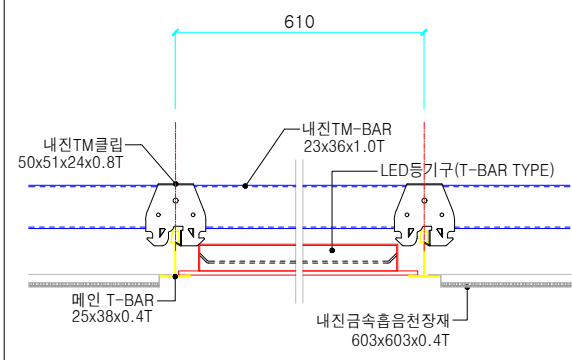 610
내진TM클립
50x51x24x0.8T
내진TM-BAR
23x36x1.0T
LED등기구(T-BAR TYPE)
메인 T-BAR
25x38x0.4T
내진금속흡음천장재
603x603x0.4T